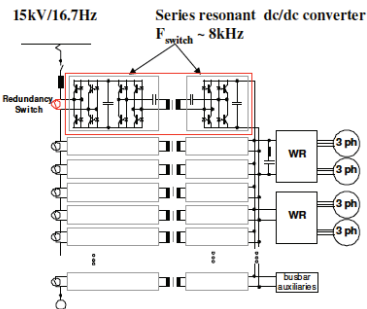 15kV/16.7Hz
Series resonant dc/dc converter
F switch ~ 8kHz
Redundancy
Switch
WR
3 ph
3 ph
WR
3 ph
3 ph
busbar
auxiliaries